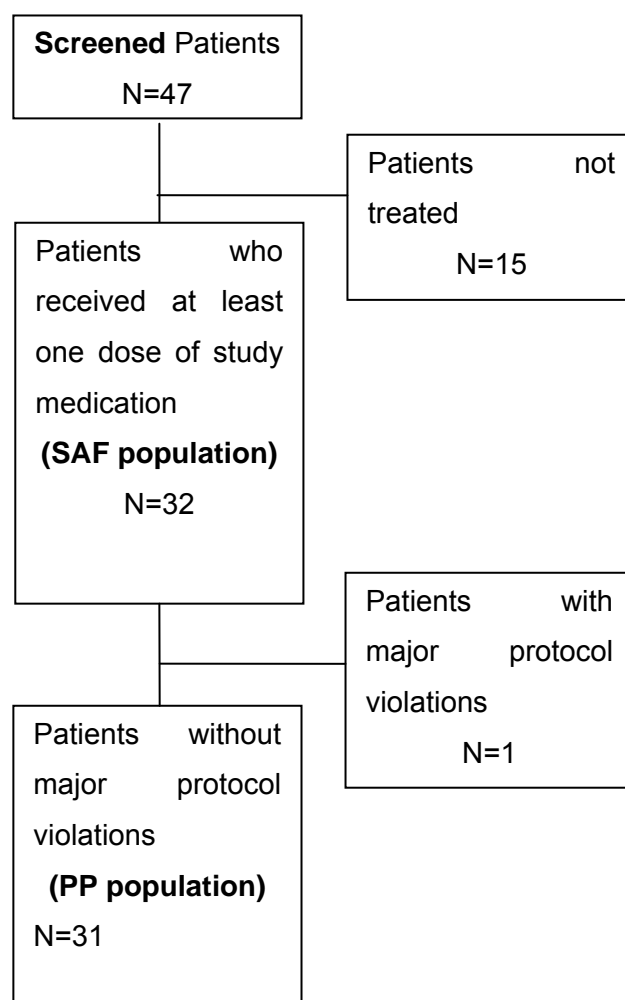 Screened Patients
N=47
Patients not
treated
N=15
Patients who
received at least
one dose of study
medication
(SAF population)
N=32
Patients with
major protocol
violations
N=1
Patients without
major protocol
violations
(PP population)
N=31